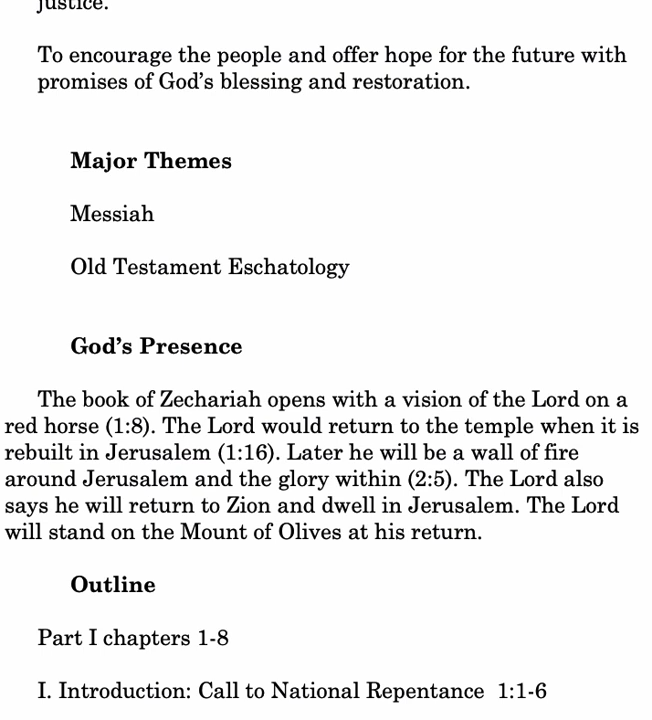 justice.
To encourage the people and offer hope for the future with
promises of God's blessing and restoration.
Major Themes
Messiah
Old Testament Eschatology
God's Presence
The book of Zechariah opens with a vision of the Lord on a
red horse (1:8). The Lord would return to the temple when it is
rebuilt in Jerusalem (1:16). Later he will be a wall of fire
around Jerusalem and the glory within (2:5). The Lord also
says he will return to Zion and dwell in Jerusalem. The Lord
will stand on the Mount of Olives at his return.
Outline
Part I chapters 1-8
I. Introduction: Call to National Repentance 1:1-6